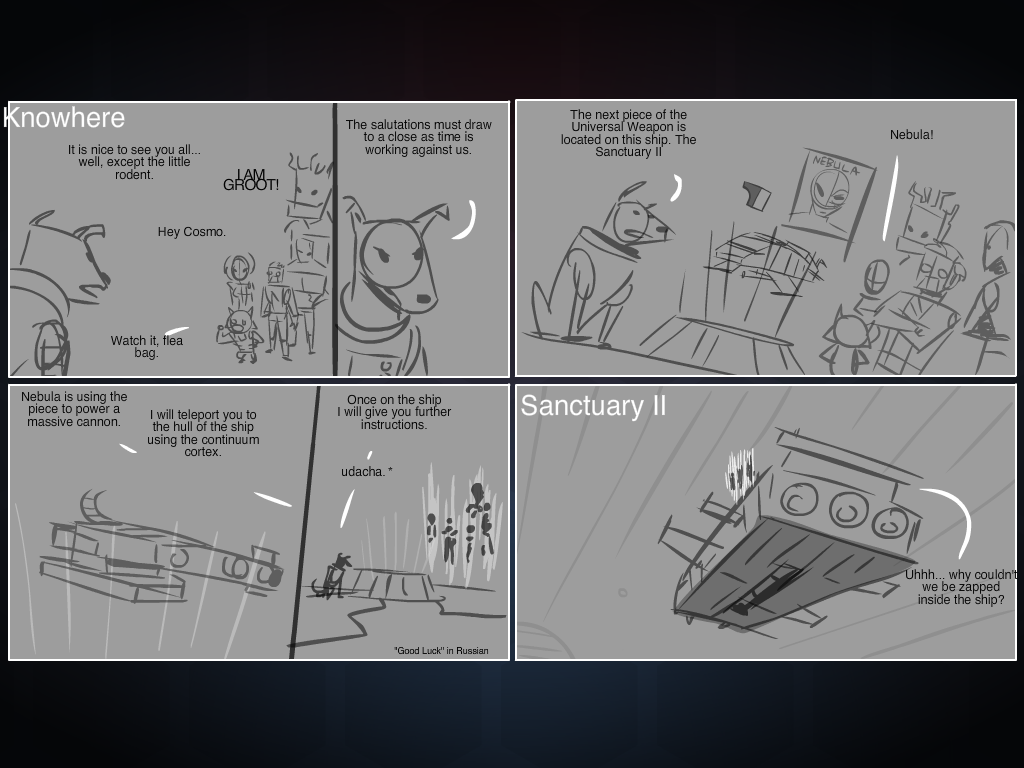 Knowhere
It is nice to see you all...
well, except the little
rodent.
I AM
GROOT!
Hey Cosmo.
Watch it, flea
bag.
The salutations must draw
to a close as time is
working against us.
The next piece of the
Universal Weapon is
located on this ship. The
Sanctuary II
NEBULA
Nebula!
Nebula is using the
piece to power a
massive cannon.
I will teleport you to
the hull of the ship
using the continuum
cortex.
Once on the ship
I will give you further
instructions.
udacha. *
"Good Luck" in Russian
Sanctuary II
Uhhh... why couldn't
we be zapped
inside the ship?